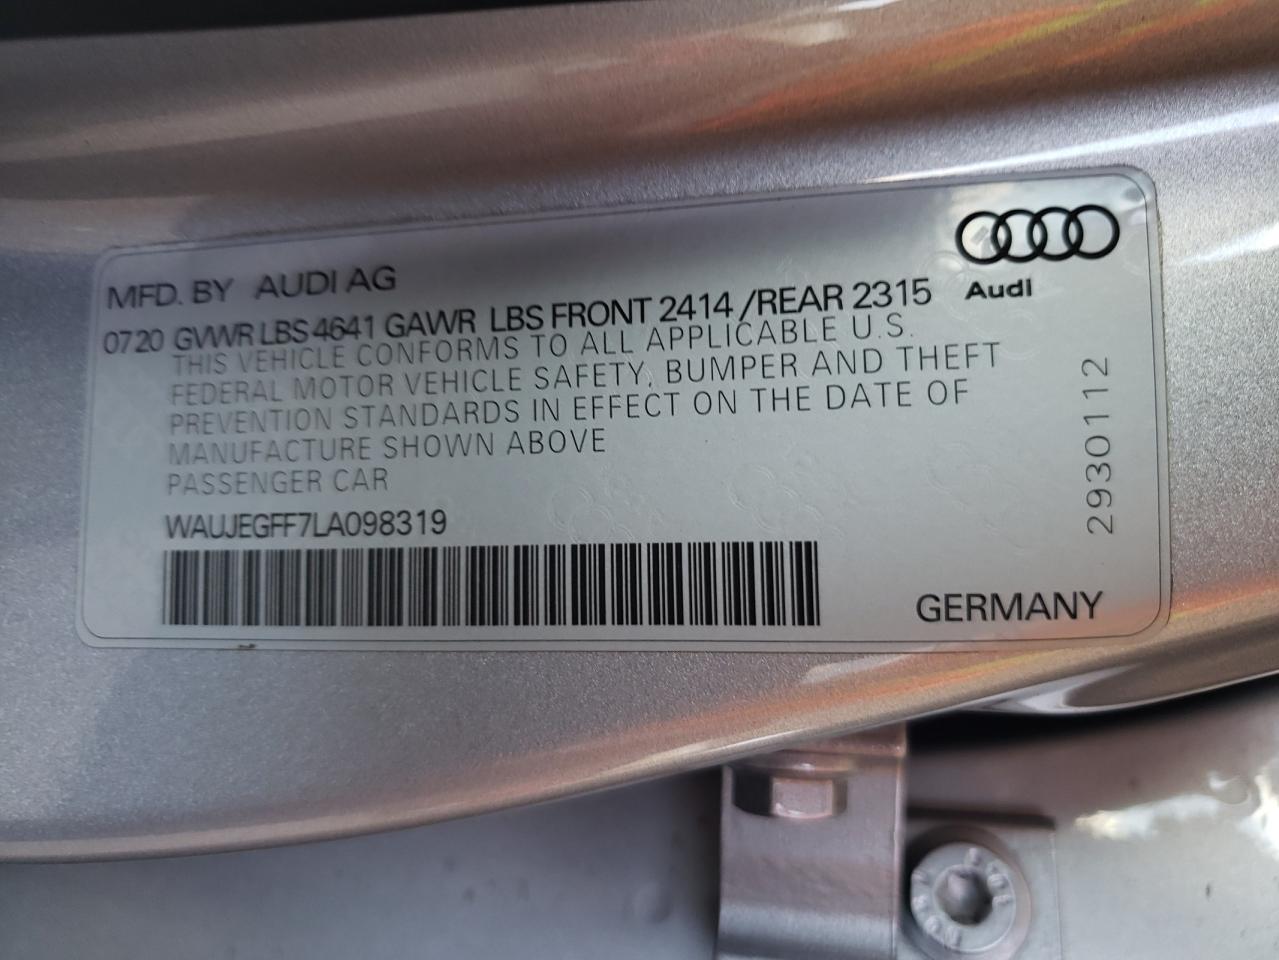 Audi
MFD. BY AUDI AG
0720 GVWR LBS 4641 GAWR LBS FRONT 2414 /REAR 2315
THIS VEHICLE CONFORMS TO ALL APPLICABLE U.S.
FEDERAL MOTOR VEHICLE SAFETY, BUMPER AND THEFT
PREVENTION STANDARDS IN EFFECT ON THE DATE OF
MANUFACTURE SHOWN ABOVE
PASSENGER CAR
WAUJEGFF7LA098319
2930112
GERMANY